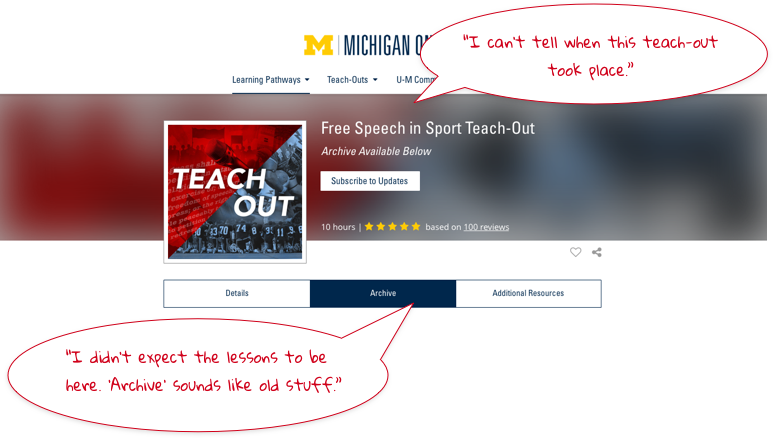 "I can't tell when this teach-out
took place."
M | MICHIGAN ON
Learning Pathways
Teach-Outs
U-M Comm
Free Speech in Sport Teach-Out
Archive Available Below
Subscribe to Updates
TEACH
OUT
10 hours | ★★★★★ based on 100 reviews
Details
Archive
Additional Resources
"I didn't expect the lessons to be
here. 'Archive' sounds like old stuff."